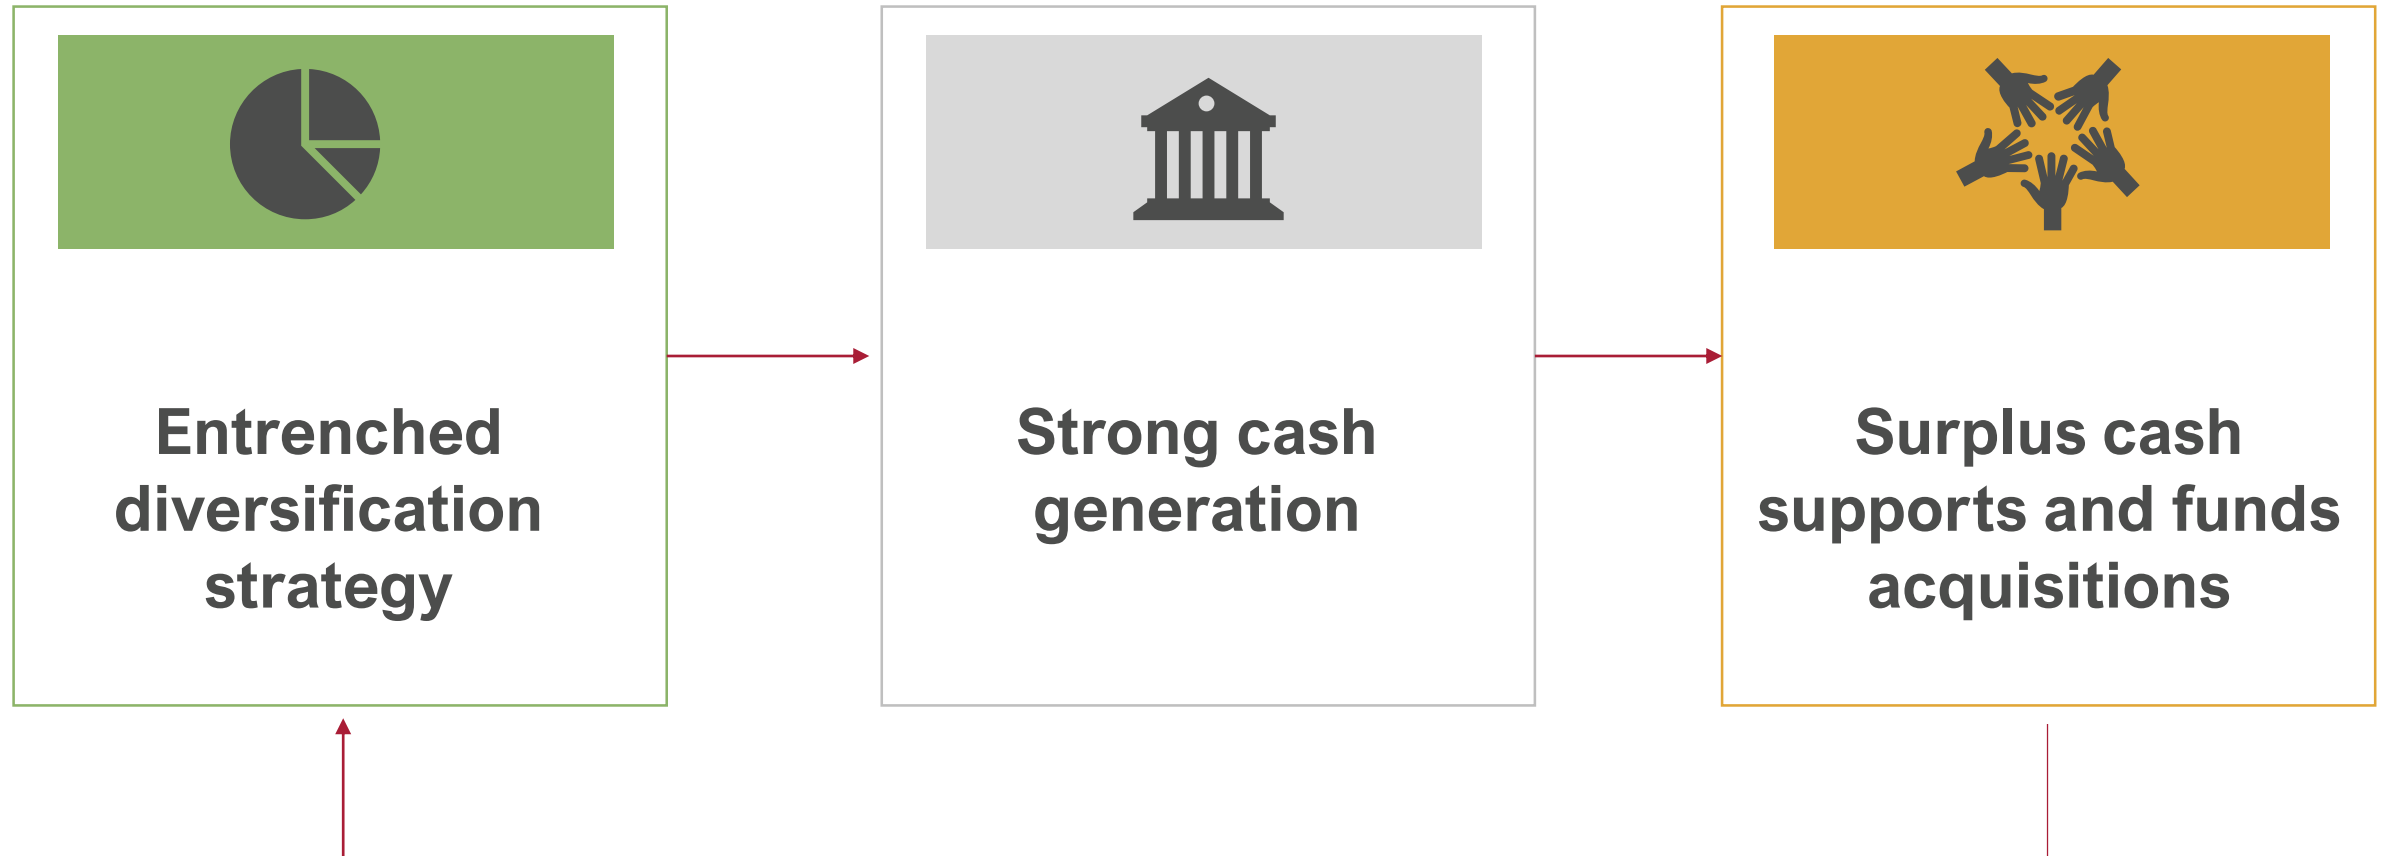 Entrenched
diversification
strategy
Strong cash
generation
Surplus cash
supports and funds
acquisitions